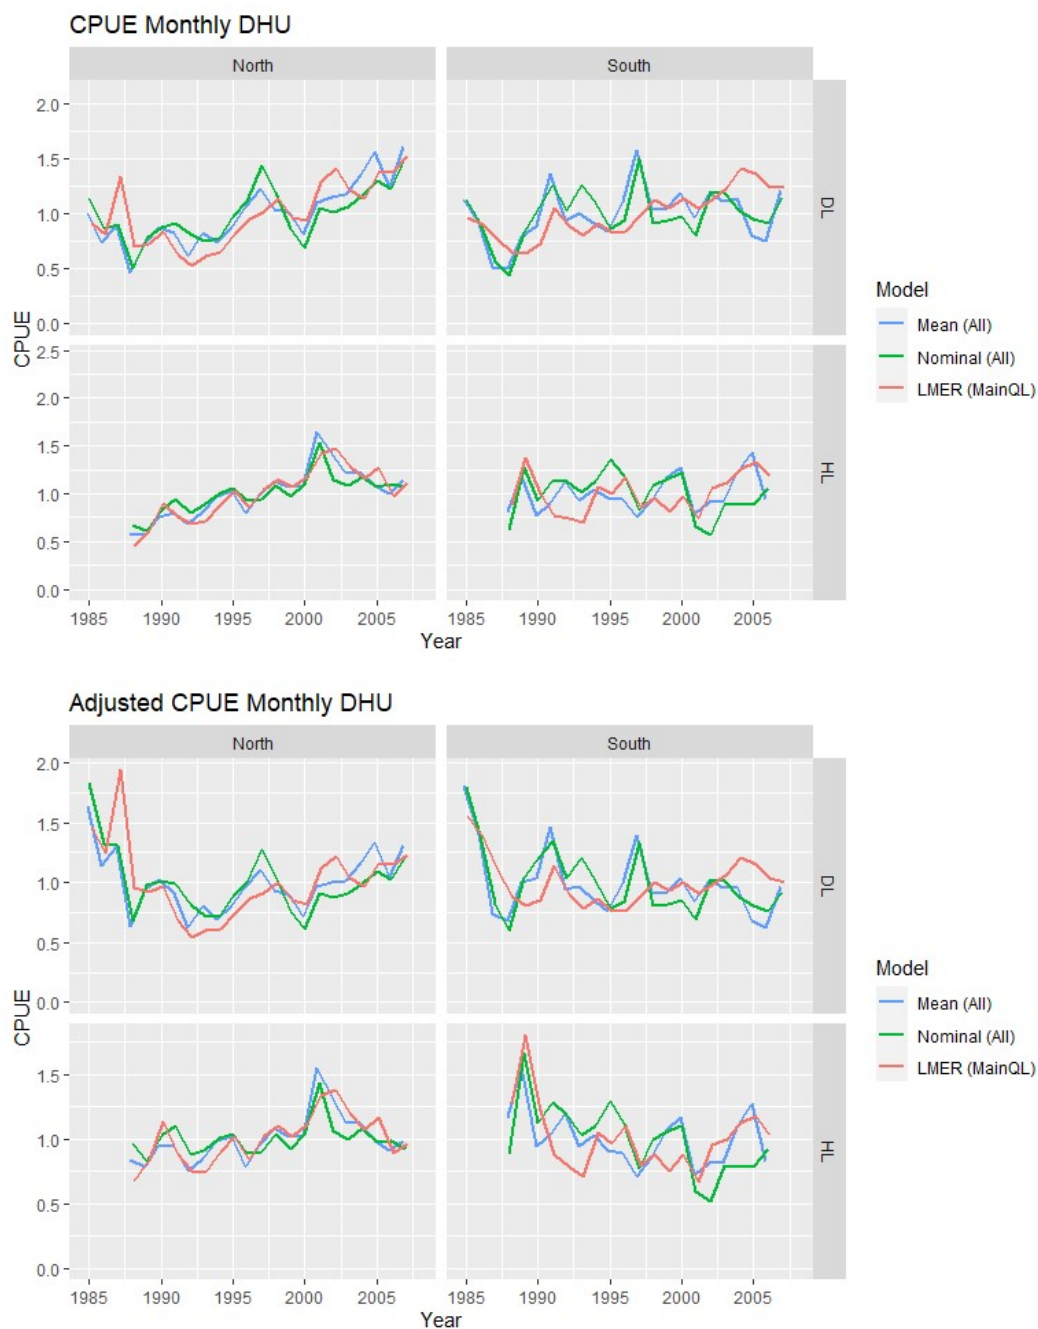 CPUE Monthly DHU
North
South
2.0
1.5
1.0
0.5
0.0
DL
CPUE
2.5
2.0
1.5
1.0
0.5
0.0
HL
1985 1990 1995 2000 2005
1985 1990 1995 2000 2005
Year
Model
Mean (All)
Nominal (All)
LMER (MainQL)
Adjusted CPUE Monthly DHU
North
South
2.0
1.5
1.0
0.5
0.0
DL
CPUE
1.5
1.0
0.5
0.0
HL
1985 1990 1995 2000 2005
1985 1990 1995 2000 2005
Year
Model
Mean (All)
Nominal (All)
LMER (MainQL)